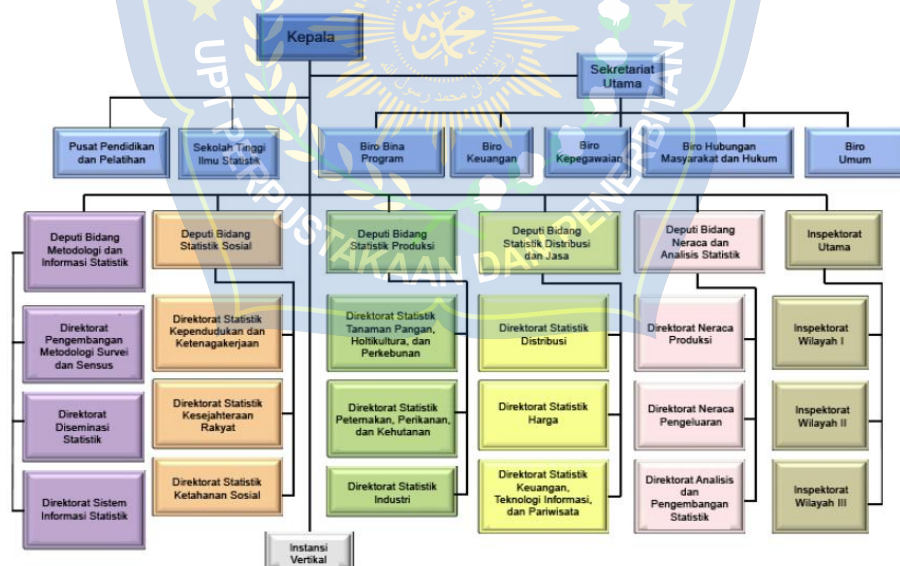 Kepala
Sekretariat
Utama
Pusat Pendidikan
dan Pelatihan
Sekolah Tinggi
Ilmu Statistik
Biro Bina
Program
Biro
Keuangan
Biro
Kepegawaian
Biro Hubungan
Masyarakat dan Hukum
Biro
Umum
UPT PERPUSTAKAAN DAN PENERBITAN
Deputi Bidang
Metodologi dan
Informasi Statistik
Deputi Bidang
Statistik Sosial
Deputi Bidang
Statistik Produksi
Deputi Bidang
Statistik Distribusi
dan Jasa
Deputi Bidang
Neraca dan
Analisis Statistik
Inspektorat
Utama
Direktorat
Pengembangan
Metodologi Survei
dan Sensus
Direktorat Statistik
Kependudukan dan
Ketenagakerjaan
Direktorat Statistik
Tanaman Pangan,
Holtikultura, dan
Perkebunan
Direktorat Statistik
Distribusi
Direktorat Neraca
Produksi
Inspektorat
Wilayah I
Direktorat
Diseminasi
Statistik
Direktorat Statistik
Kesejahteraan
Rakyat
Direktorat Statistik
Peternakan, Perikanan,
dan Kehutanan
Direktorat Statistik
Harga
Direktorat Neraca
Pengeluaran
Inspektorat
Wilayah II
Direktorat Sistem
Informasi Statistik
Direktorat Statistik
Ketahanan Sosial
Direktorat Statistik
Industri
Direktorat Statistik
Keuangan,
Teknologi Informasi,
dan Pariwisata
Direktorat Analisis
dan
Pengembangan
Statistik
Inspektorat
Wilayah III
Instansi
Vertikal